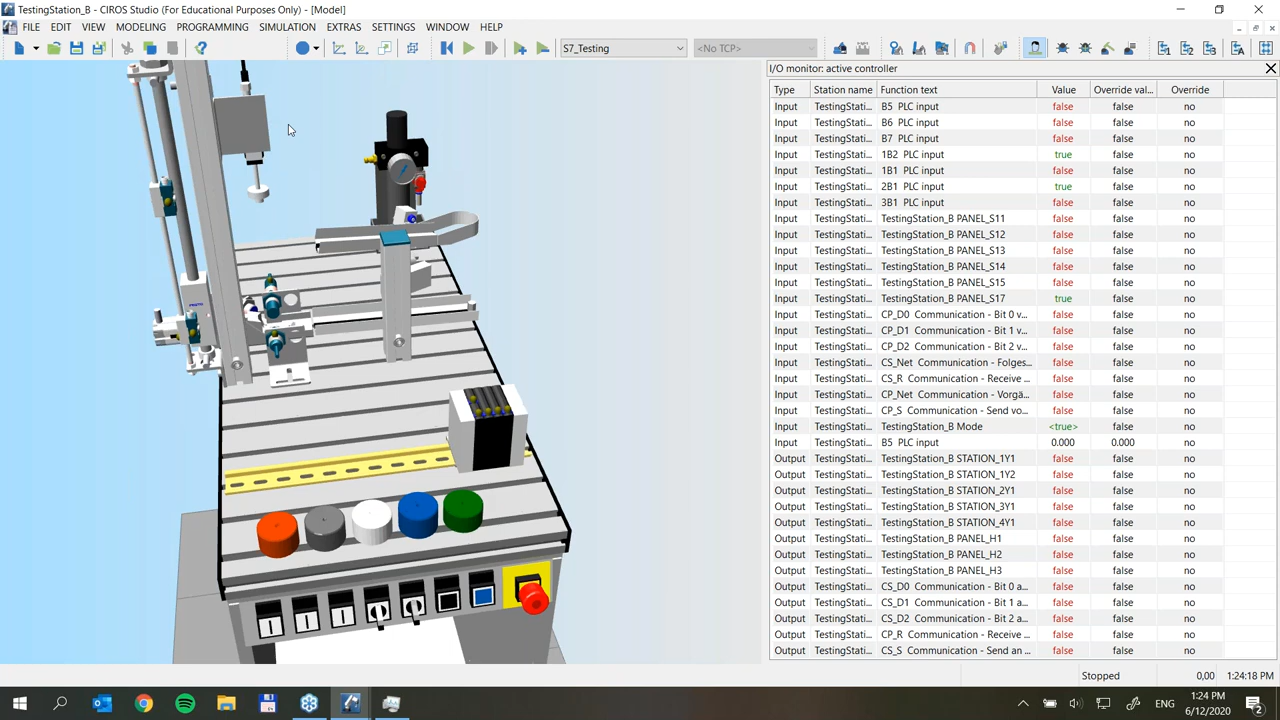 TestingStation_B - CIROS Studio (For Educational Purposes Only) - [Model]
FILE EDIT VIEW MODELING PROGRAMMING SIMULATION EXTRAS SETTINGS WINDOW HELP
S7_Testing <No TCP>
I/O monitor: active controller
Type Station name Function text Value Override val... Override
Input TestingStati... B5 PLC input false false no
Input TestingStati... B6 PLC input false false no
Input TestingStati... B7 PLC input false false no
Input TestingStati... 1B2 PLC input true false no
Input TestingStati... 1B1 PLC input false false no
Input TestingStati... 2B1 PLC input true false no
Input TestingStati... 3B1 PLC input false false no
Input TestingStati... TestingStation_B PANEL_S11 false false no
Input TestingStati... TestingStation_B PANEL_S12 false false no
Input TestingStati... TestingStation_B PANEL_S13 false false no
Input TestingStati... TestingStation_B PANEL_S14 false false no
Input TestingStati... TestingStation_B PANEL_S15 false false no
Input TestingStati... TestingStation_B PANEL_S17 true false no
Input TestingStati... CP_D0 Communication - Bit 0 v... false false no
Input TestingStati... CP_D1 Communication - Bit 1 v... false false no
Input TestingStati... CP_D2 Communication - Bit 2 v... false false no
Input TestingStati... CS_Net Communication - Folges... false false no
Input TestingStati... CS_R Communication - Receive ... false false no
Input TestingStati... CP_Net Communication - Vorgä... false false no
Input TestingStati... CP_S Communication - Send vo... false false no
Input TestingStati... TestingStation_B Mode <true> false no
Input TestingStati... B5 PLC input 0.000 0.000 no
Output TestingStati... TestingStation_B STATION_1Y1 false false no
Output TestingStati... TestingStation_B STATION_1Y2 false false no
Output TestingStati... TestingStation_B STATION_2Y1 false false no
Output TestingStati... TestingStation_B STATION_3Y1 false false no
Output TestingStati... TestingStation_B STATION_4Y1 false false no
Output TestingStati... TestingStation_B PANEL_H1 false false no
Output TestingStati... TestingStation_B PANEL_H2 false false no
Output TestingStati... TestingStation_B PANEL_H3 false false no
Output TestingStati... CS_D0 Communication - Bit 0 a... false false no
Output TestingStati... CS_D1 Communication - Bit 1 a... false false no
Output TestingStati... CS_D2 Communication - Bit 2 a... false false no
Output TestingStati... CP_R Communication - Receive ... false false no
Output TestingStati... CS_S Communication - Send an ... false false no
Stopped 0,00 1:24:18 PM
ENG 1:24 PM
6/12/2020 2